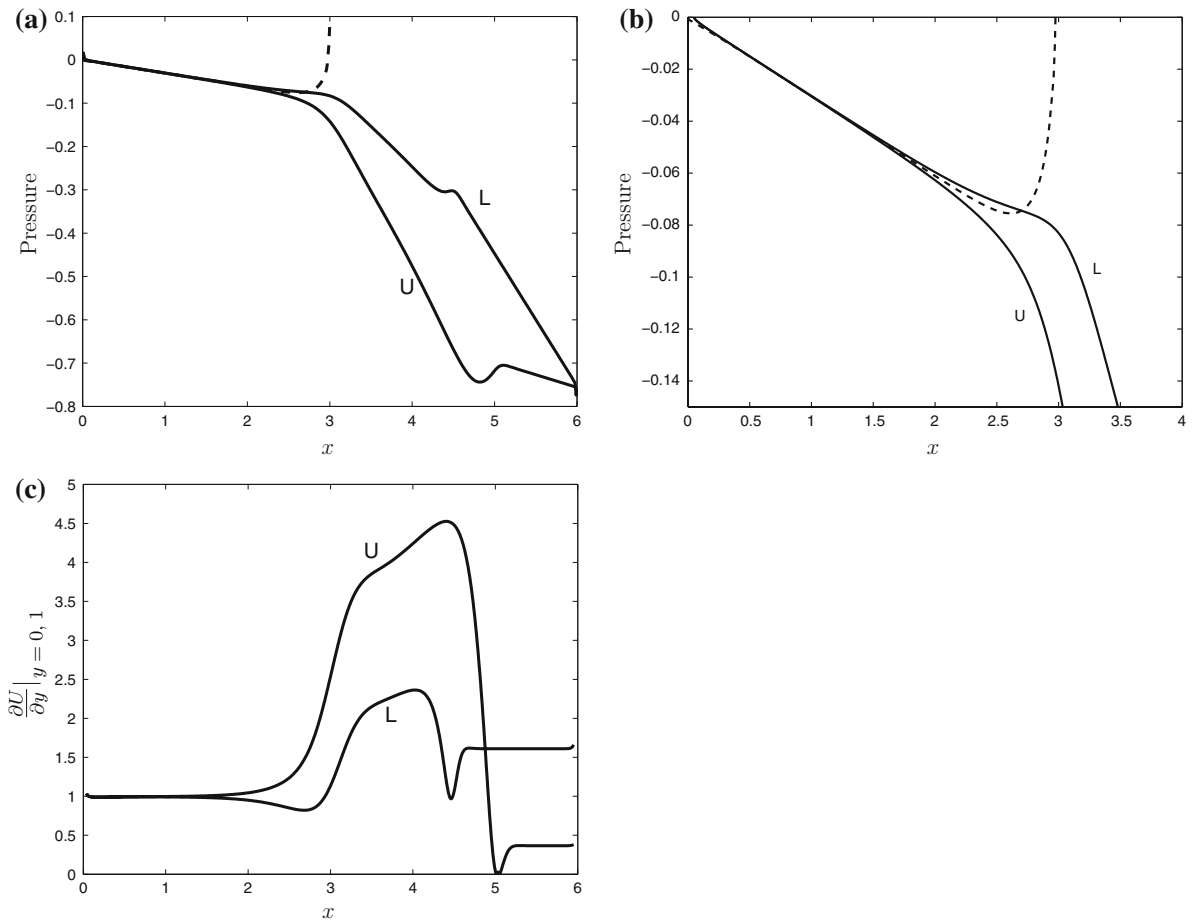 (a)
0.1
0
−0.1
−0.2
−0.3
−0.4
−0.5
−0.6
−0.7
−0.8
Pressure
L
U
0 1 2 3 4 5 6
x
(b)
0
−0.02
−0.04
−0.06
−0.08
−0.1
−0.12
−0.14
Pressure
L
U
0 0.5 1 1.5 2 2.5 3 3.5 4
x
(c)
5
4.5
4
3.5
3
2.5
2
1.5
1
0.5
0
∂U/∂y | y = 0, 1
U
L
0 1 2 3 4 5 6
x